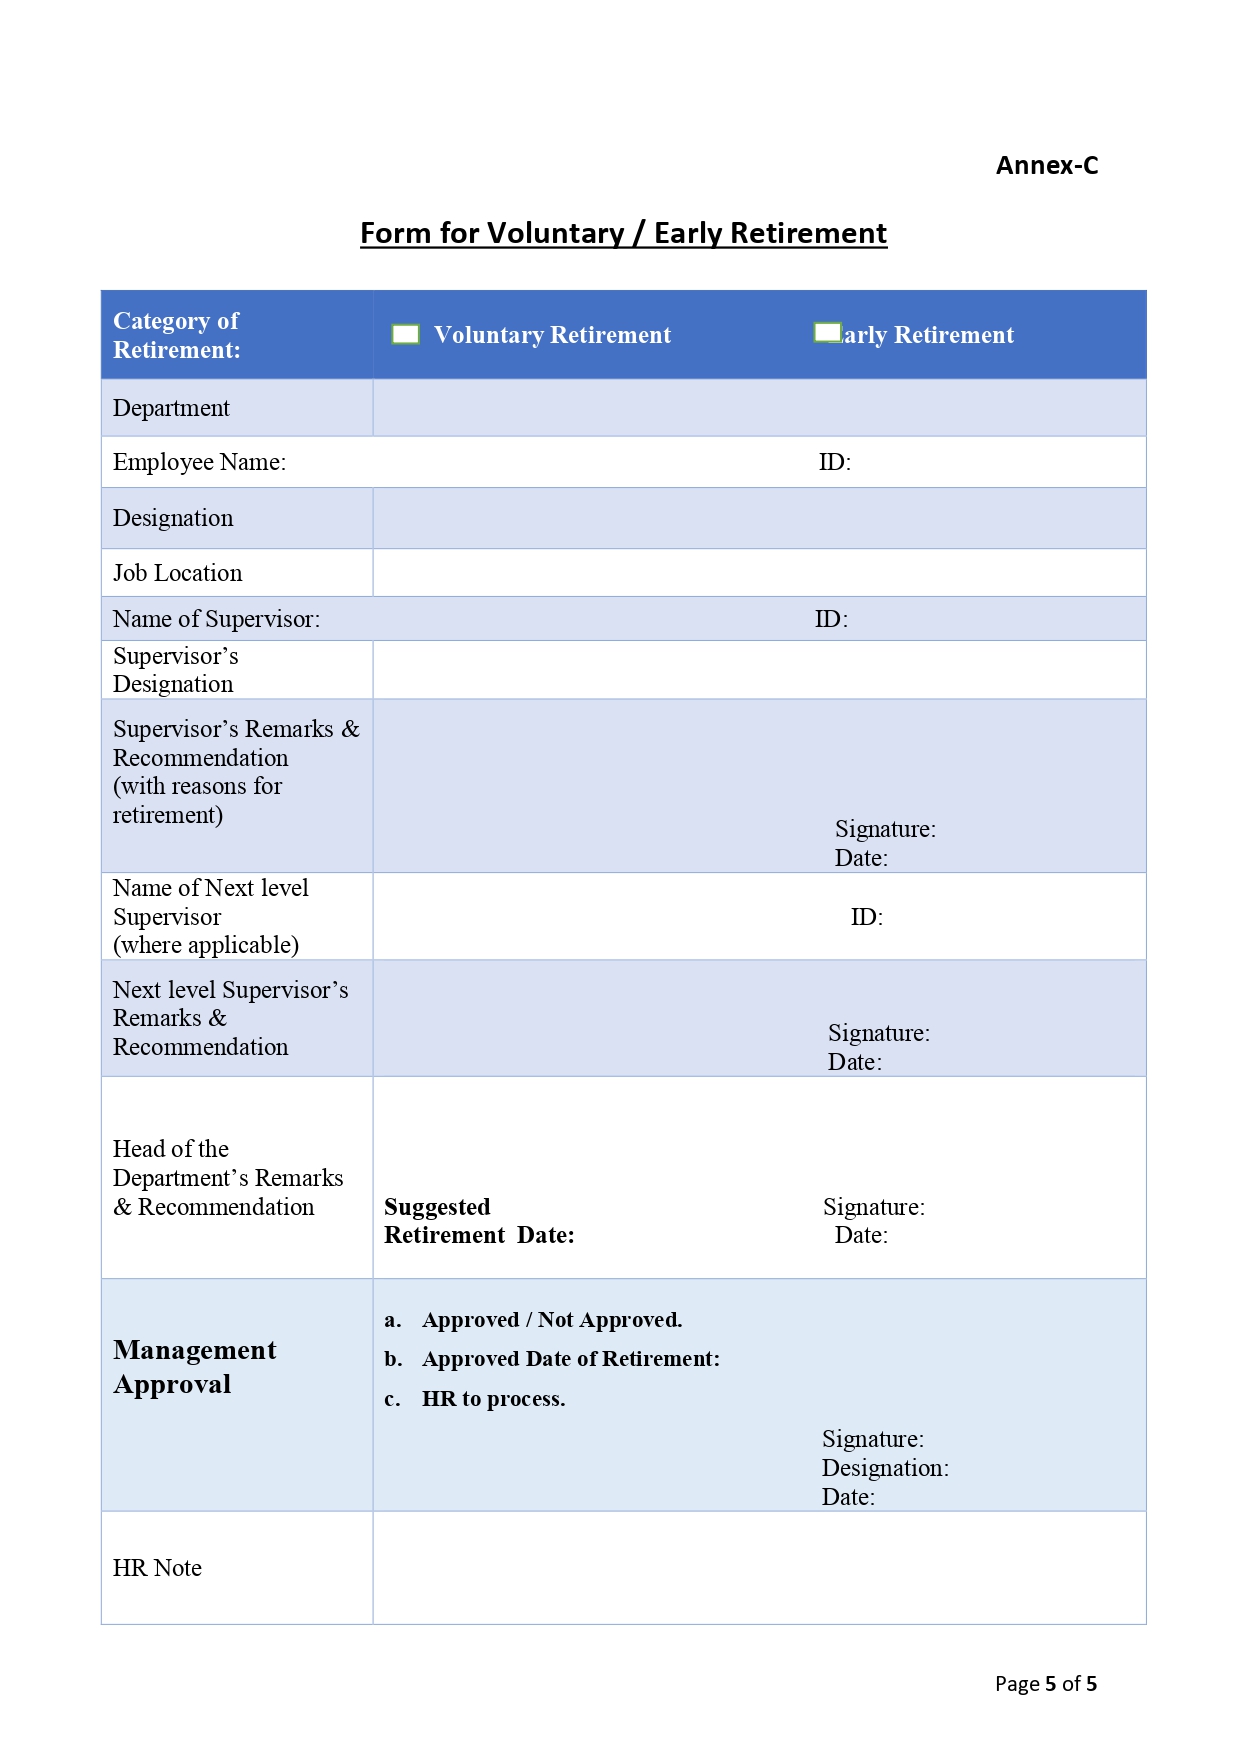 Annex-C
Form for Voluntary / Early Retirement
Category of
Retirement:
Voluntary Retirement arly Retirement
Department
Employee Name: ID:
Designation
Job Location
Name of Supervisor: ID:
Supervisor’s
Designation
Supervisor’s Remarks &
Recommendation
(with reasons for
retirement)
Signature:
Date:
Name of Next level
Supervisor
(where applicable)
ID:
Next level Supervisor’s
Remarks &
Recommendation
Signature:
Date:
Head of the
Department’s Remarks
& Recommendation
Suggested Signature:
Retirement Date: Date:
Management
Approval
a. Approved / Not Approved.
b. Approved Date of Retirement:
c. HR to process.
Signature:
Designation:
Date:
HR Note
Page 5 of 5